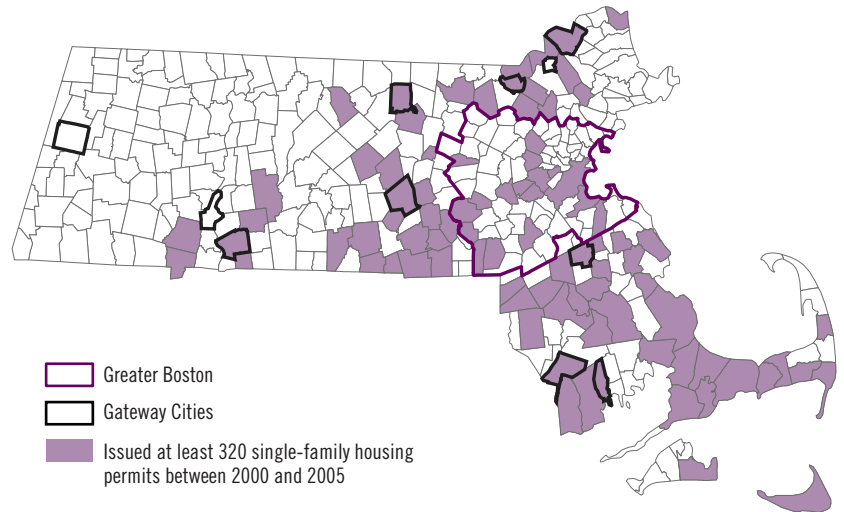 Greater Boston
Gateway Cities
Issued at least 320 single-family housing
permits between 2000 and 2005